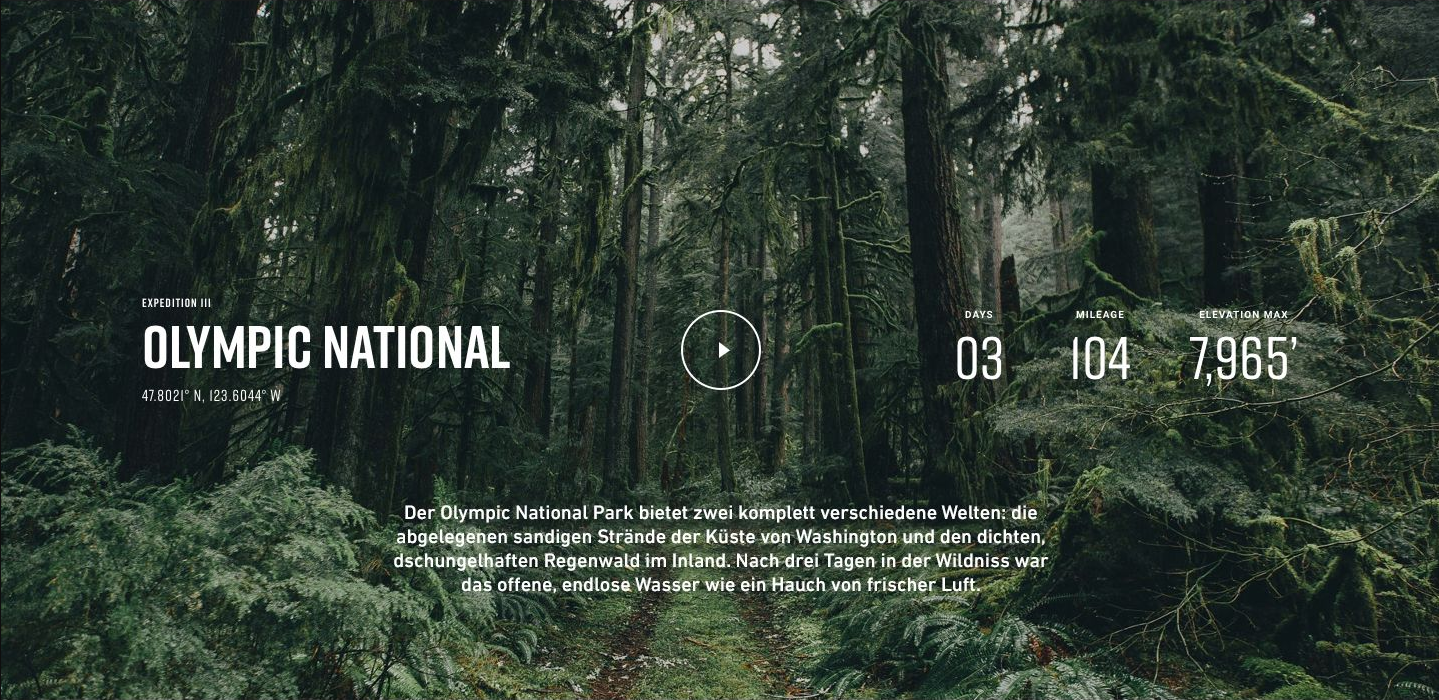 EXPEDITION III
OLYMPIC NATIONAL
47.8021° N, 123.6044° W
DAYS
03
MILEAGE
104
ELEVATION MAX
7,965’
Der Olympic National Park bietet zwei komplett verschiedene Welten: die
abgelegenen sandigen Strände der Küste von Washington und den dichten,
dschungelhaften Regenwald im Inland. Nach drei Tagen in der Wildniss war
das offene, endlose Wasser wie ein Hauch von frischer Luft.